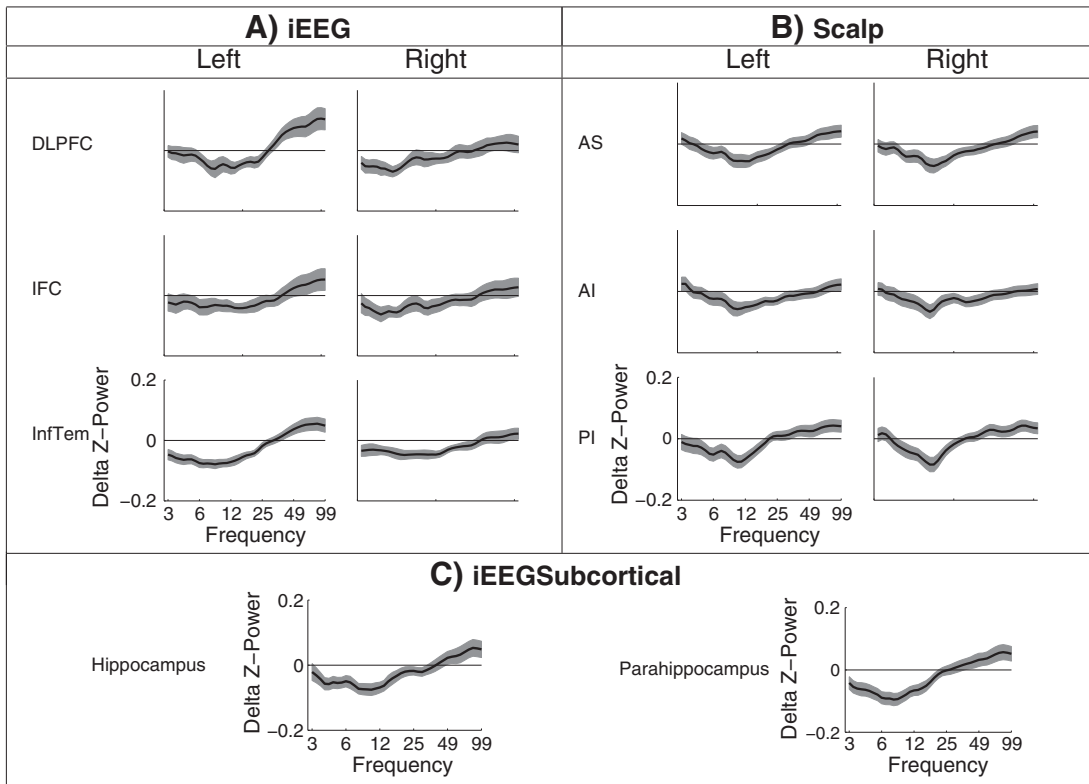 A) iEEG
B) Scalp
Left Right
Left Right
DLPFC
AS
IFC
AI
InfTem
Delta Z−Power
0.2
0
−0.2
3 6 12 25 49 99
Frequency
PI
Delta Z−Power
0.2
0
−0.2
3 6 12 25 49 99
Frequency
C) iEEGSubcortical
Hippocampus
Delta Z−Power
0.2
0
−0.2
3 6 12 25 49 99
Frequency
Parahippocampus
Delta Z−Power
0.2
0
−0.2
3 6 12 25 49 99
Frequency